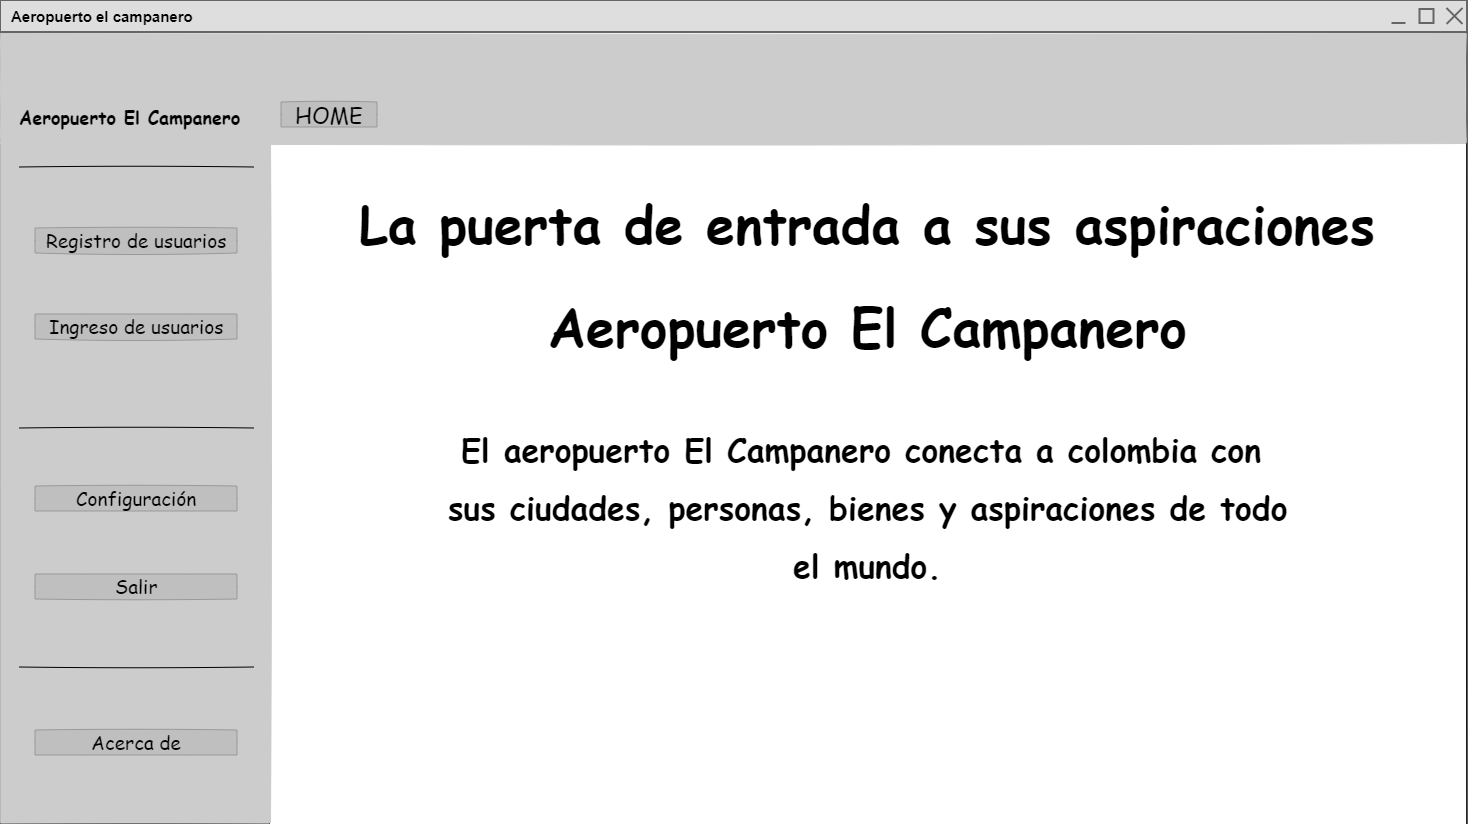 Aeropuerto el campanero
Aeropuerto El Campanero
HOME
Registro de usuarios
Ingreso de usuarios
Configuración
Salir
Acerca de
La puerta de entrada a sus aspiraciones
Aeropuerto El Campanero
El aeropuerto El Campanero conecta a colombia con
sus ciudades, personas, bienes y aspiraciones de todo
el mundo.